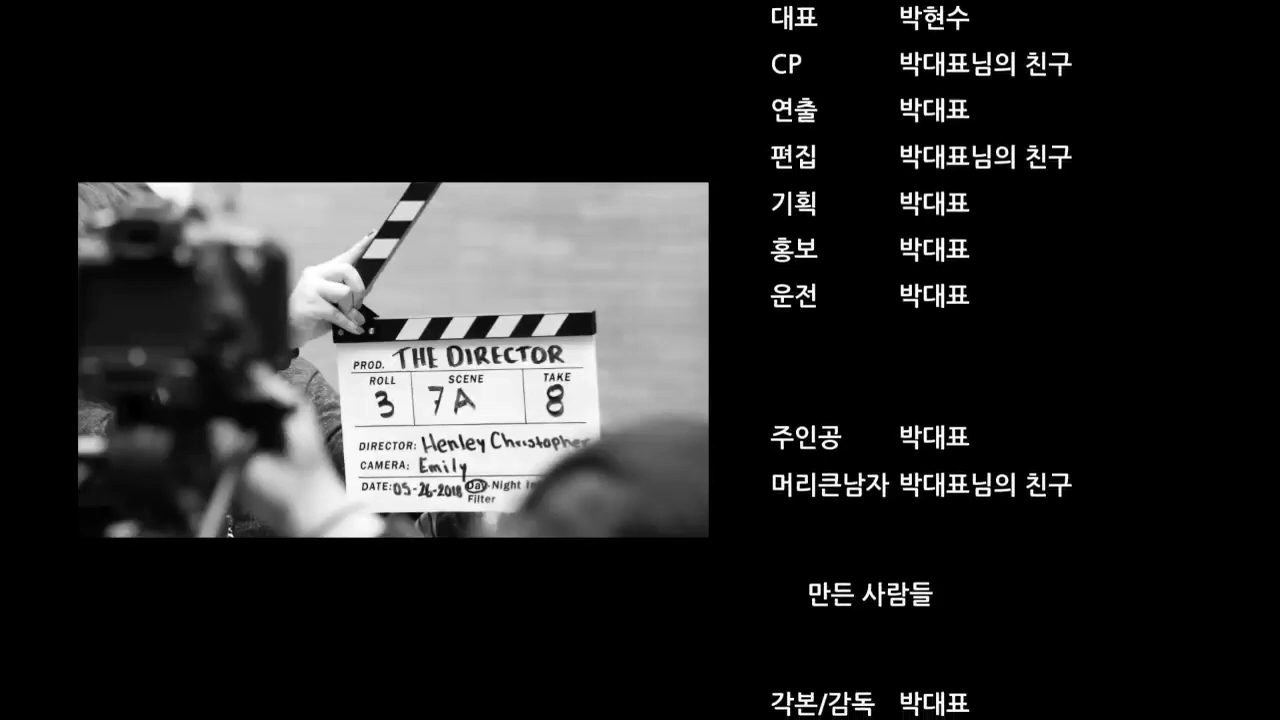 PROD. THE DIRECTOR
ROLL SCENE TAKE
3 7A 8
DIRECTOR: Henley Christopher
CAMERA: Emily
DATE: 05-26-2018 Day Night
Filter
대표 박현수
CP 박대표님의 친구
연출 박대표
편집 박대표님의 친구
기획 박대표
홍보 박대표
운전 박대표
주인공 박대표
머리큰남자 박대표님의 친구
만든 사람들
각본/감독 박대표